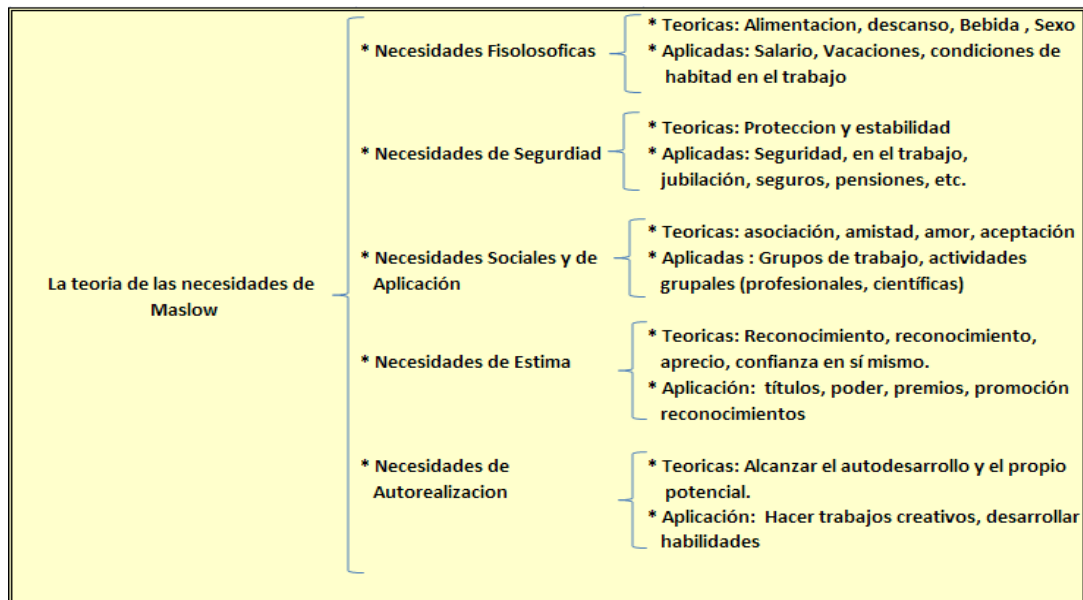 La teoria de las necesidades de
Maslow
* Necesidades Fisolosoficas
* Teoricas: Alimentacion, descanso, Bebida , Sexo
* Aplicadas: Salario, Vacaciones, condiciones de
habitad en el trabajo
* Necesidades de Segurdiad
* Teoricas: Proteccion y estabilidad
* Aplicadas: Seguridad, en el trabajo,
jubilación, seguros, pensiones, etc.
* Necesidades Sociales y de
Aplicación
* Teoricas: asociación, amistad, amor, aceptación
* Aplicadas : Grupos de trabajo, actividades
grupales (profesionales, científicas)
* Necesidades de Estima
* Teoricas: Reconocimiento, reconocimiento,
aprecio, confianza en sí mismo.
* Aplicación: títulos, poder, premios, promoción
reconocimientos
* Necesidades de
Autorealizacion
* Teoricas: Alcanzar el autodesarrollo y el propio
potencial.
* Aplicación: Hacer trabajos creativos, desarrollar
habilidades